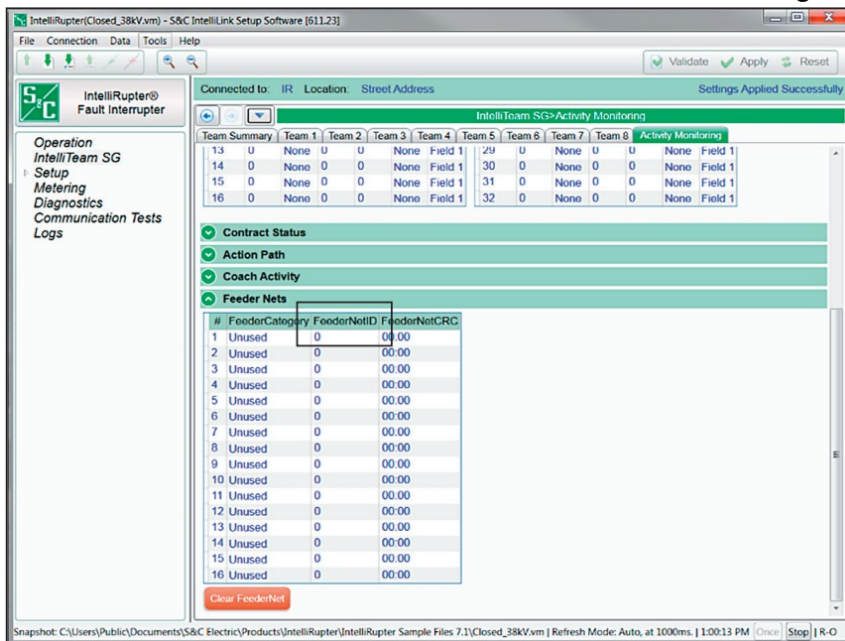 IntelliRupter(Closed_38kV.vm) - S&C IntelliLink Setup Software [611.23]
File Connection Data Tools Help
Validate Apply Reset
S&C
IntelliRupter®
Fault Interrupter
Connected to: IR Location: Street Address Settings Applied Successfully
IntelliTeam SG>Activity Monitoring
Team Summary Team 1 Team 2 Team 3 Team 4 Team 5 Team 6 Team 7 Team 8 Activity Monitoring
Operation
IntelliTeam SG
Setup
Metering
Diagnostics
Communication Tests
Logs
13 0 None 0 0 None Field 1 29 0 None 0 0 None Field 1
14 0 None 0 0 None Field 1 30 0 None 0 0 None Field 1
15 0 None 0 0 None Field 1 31 0 None 0 0 None Field 1
16 0 None 0 0 None Field 1 32 0 None 0 0 None Field 1
Contract Status
Action Path
Coach Activity
Feeder Nets
# FeederCategory FeederNetID FeederNetCRC
1 Unused 0 00:00
2 Unused 0 00:00
3 Unused 0 00:00
4 Unused 0 00:00
5 Unused 0 00:00
6 Unused 0 00:00
7 Unused 0 00:00
8 Unused 0 00:00
9 Unused 0 00:00
10 Unused 0 00:00
11 Unused 0 00:00
12 Unused 0 00:00
13 Unused 0 00:00
14 Unused 0 00:00
15 Unused 0 00:00
16 Unused 0 00:00
Clear FeederNet
Snapshot: C:\Users\Public\Documents\S&C Electric\Products\IntelliRupter\IntelliRupter Sample Files 7.1\Closed_38kV.vm | Refresh Mode: Auto, at 1000ms. | 1:00:13 PM Once Stop | R-O